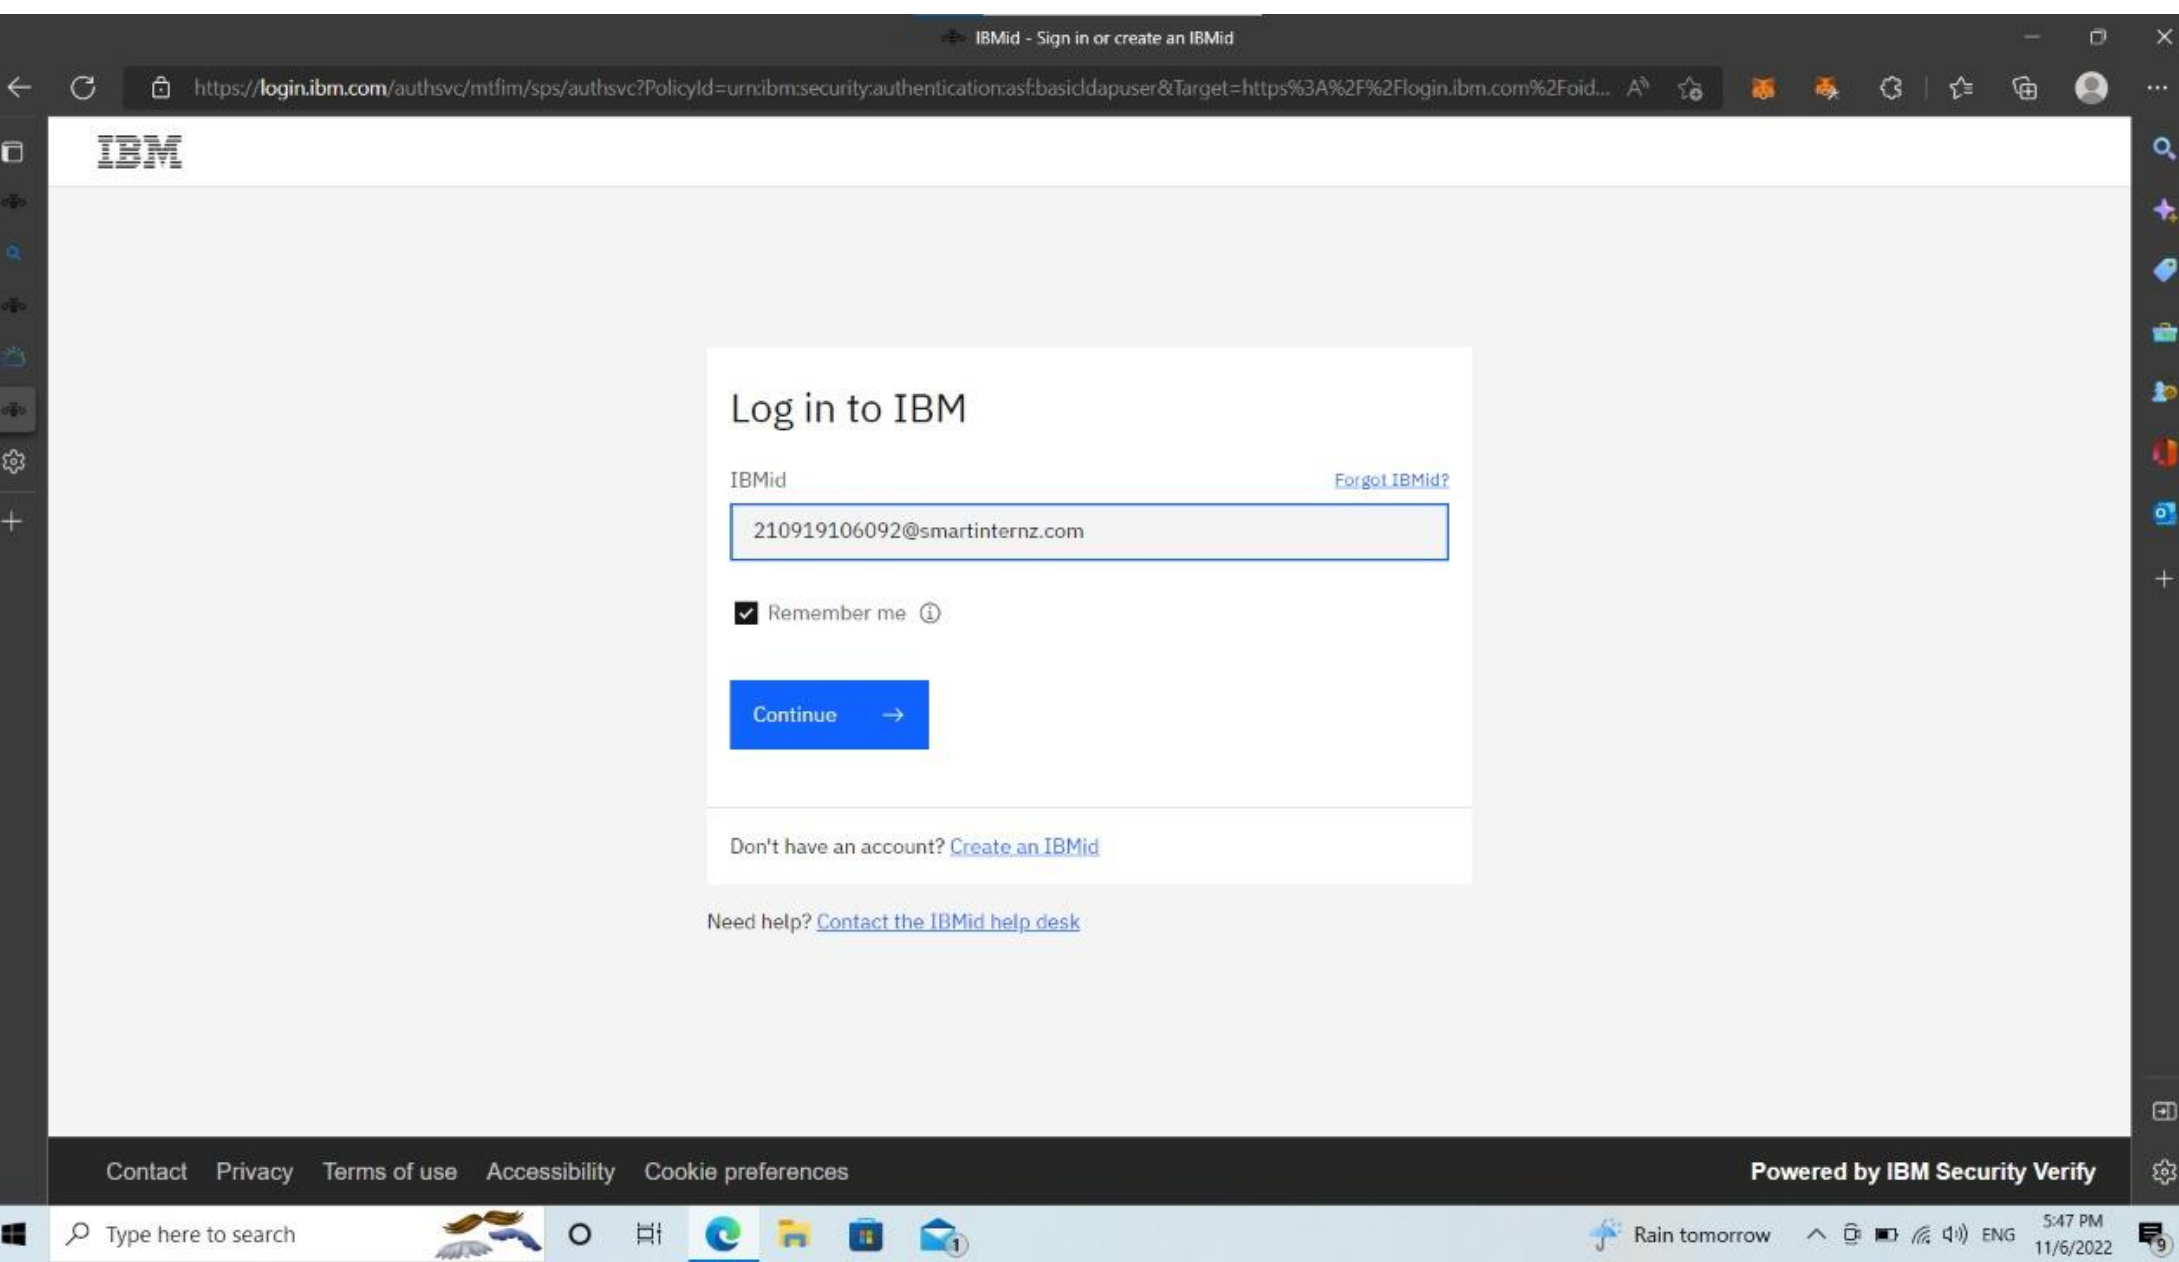 IBMid - Sign in or create an IBMid
https://login.ibm.com/authsvc/mtfim/sps/authsvc?PolicyId=urn:ibm:security:authentication:asf:basicldapuser&Target=https%3A%2F%2Flogin.ibm.com%2Foid...
IBM
Log in to IBM
IBMid
Forgot IBMid?
210919106092@smartinternz.com
Remember me
Continue
Don't have an account? Create an IBMid
Need help? Contact the IBMid help desk
Contact Privacy Terms of use Accessibility Cookie preferences
Powered by IBM Security Verify
Type here to search
1
Rain tomorrow
ENG
5:47 PM
11/6/2022
9